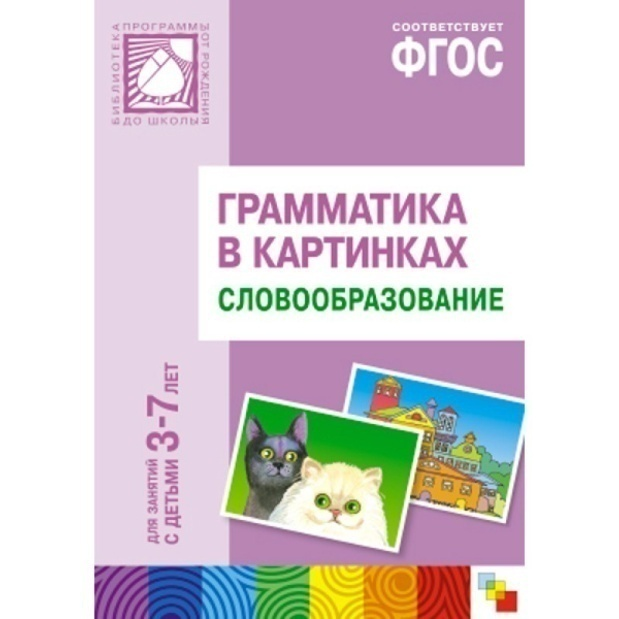 БИБЛИОТЕКА
ПРОГРАММЫ
ОТ РОЖДЕНИЯ
ДО ШКОЛЫ
СООТВЕТСТВУЕТ
ФГОС
ГРАММАТИКА
В КАРТИНКАХ
СЛОВООБРАЗОВАНИЕ
ДЛЯ ЗАНЯТИЙ
С ДЕТЬМИ 3-7 ЛЕТ